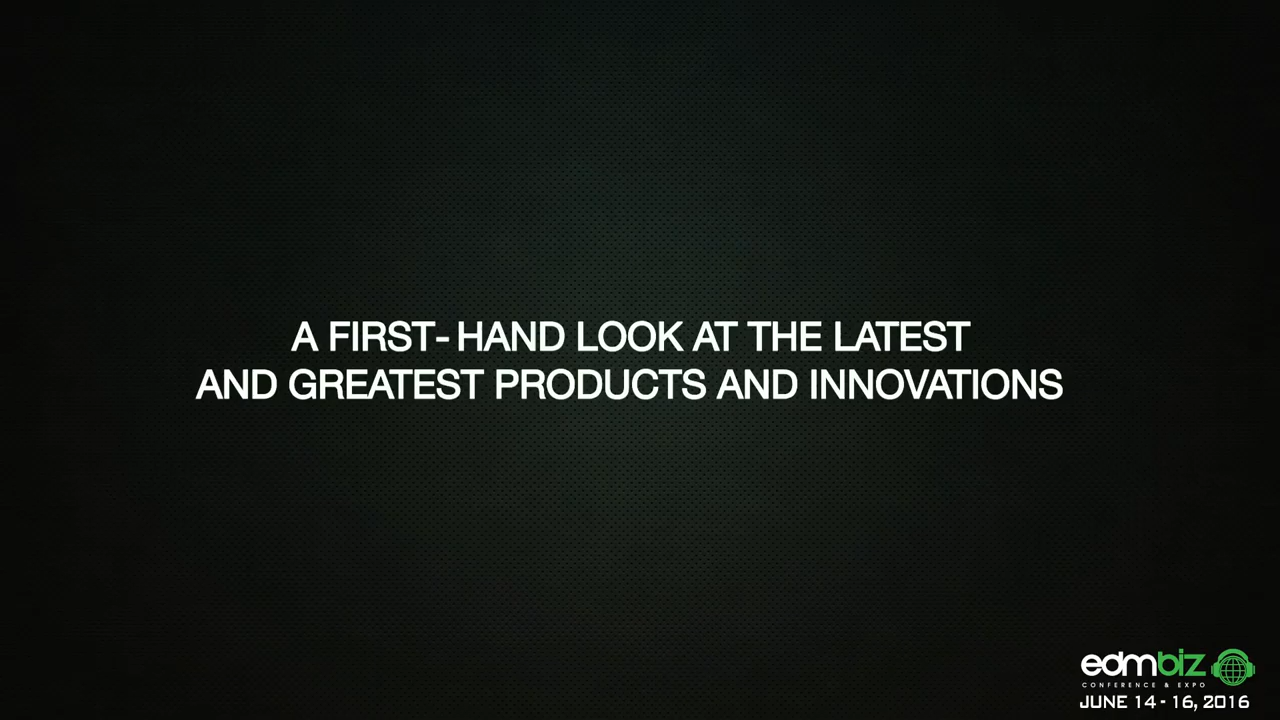 A FIRST-HAND LOOK AT THE LATEST
AND GREATEST PRODUCTS AND INNOVATIONS
edmbiz
CONFERENCE & EXPO
JUNE 14-16, 2016